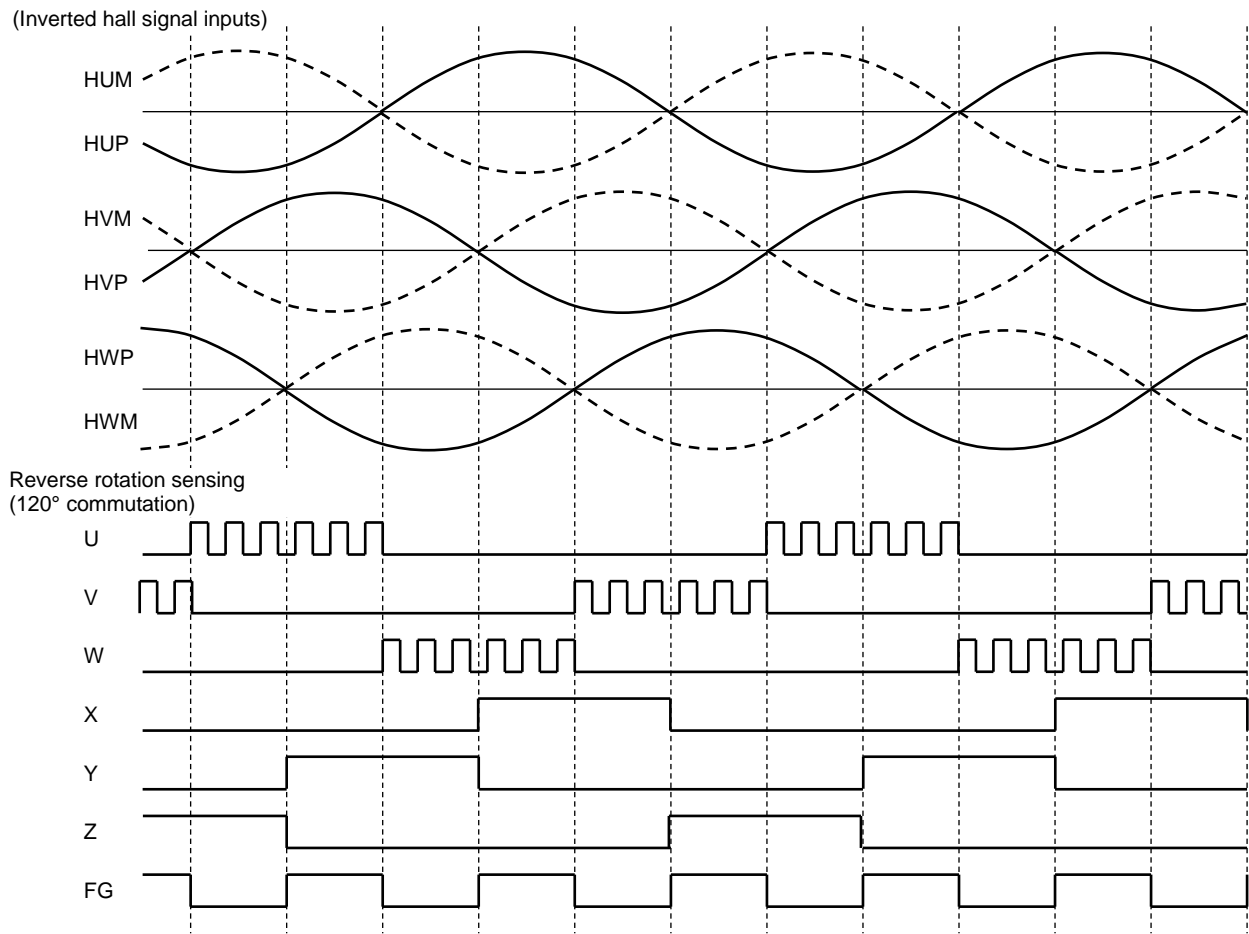 (Inverted hall signal inputs)
HUM
HUP
HVM
HVP
HWP
HWM
Reverse rotation sensing
(120° commutation)
U
V
W
X
Y
Z
FG